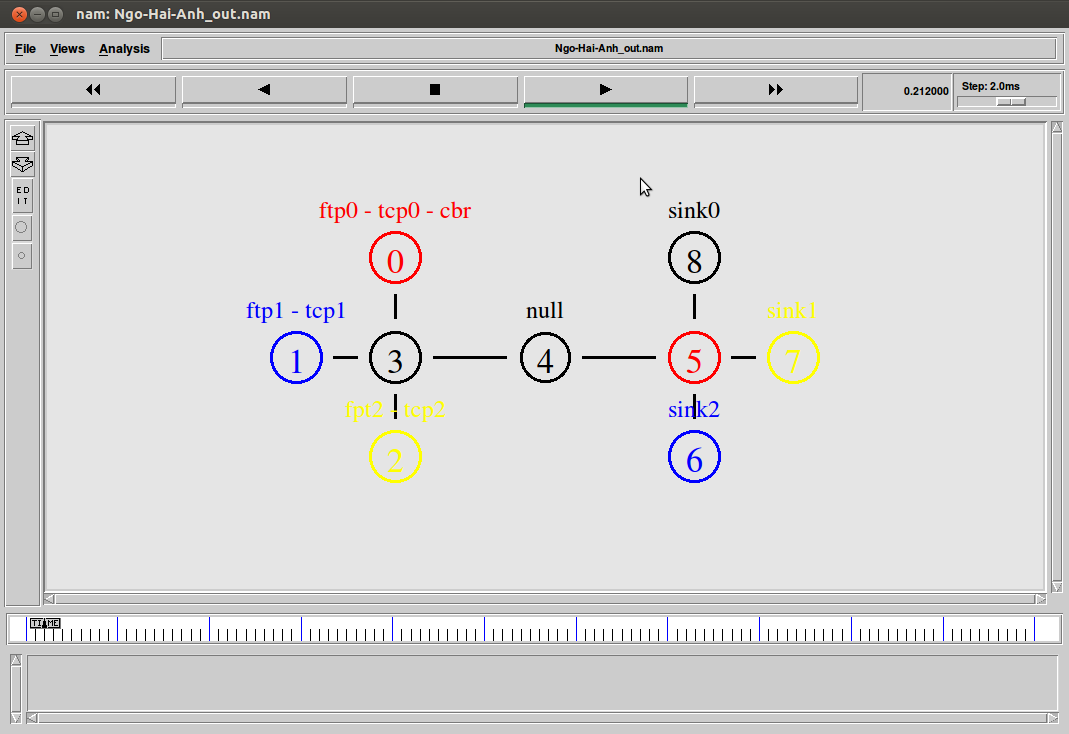 nam: Ngo-Hai-Anh_out.nam
File Views Analysis Ngo-Hai-Anh_out.nam
0.212000 Step: 2.0ms
ED
IT
ftp0 - tcp0 - cbr sink0
0 8
ftp1 - tcp1 null sink1
1 3 4 5 7
fpt2 - tcp2 sink2
2 6
TIME